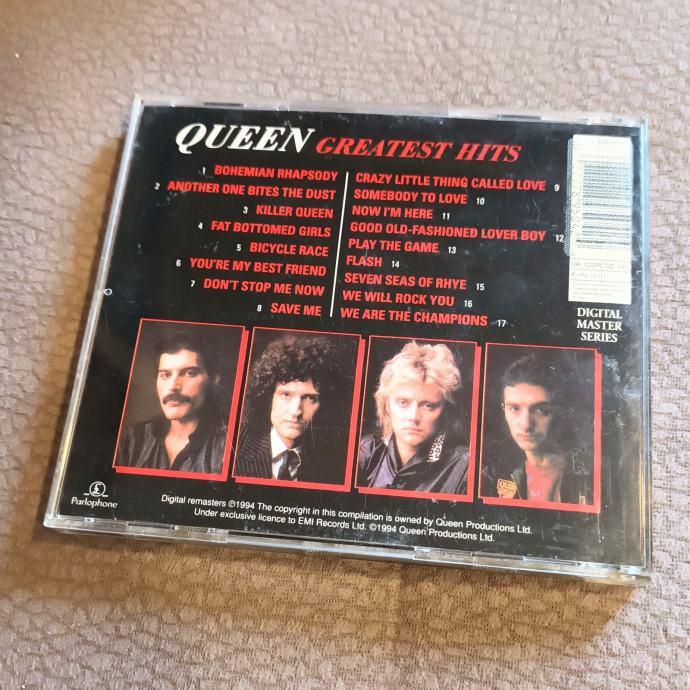 QUEEN GREATEST HITS
1 BOHEMIAN RHAPSODY
2 ANOTHER ONE BITES THE DUST
3 KILLER QUEEN
4 FAT BOTTOMED GIRLS
5 BICYCLE RACE
6 YOU'RE MY BEST FRIEND
7 DON'T STOP ME NOW
8 SAVE ME
CRAZY LITTLE THING CALLED LOVE 9
SOMEBODY TO LOVE 10
NOW I'M HERE 11
GOOD OLD-FASHIONED LOVER BOY 12
PLAY THE GAME 13
FLASH 14
SEVEN SEAS OF RHYE 15
WE WILL ROCK YOU 16
WE ARE THE CHAMPIONS 17
DIGITAL
MASTER
SERIES
Parlophone
Digital remasters ℗1994 The copyright in this compilation is owned by Queen Productions Ltd.
Under exclusive licence to EMI Records Ltd. ©1994 Queen Productions Ltd.